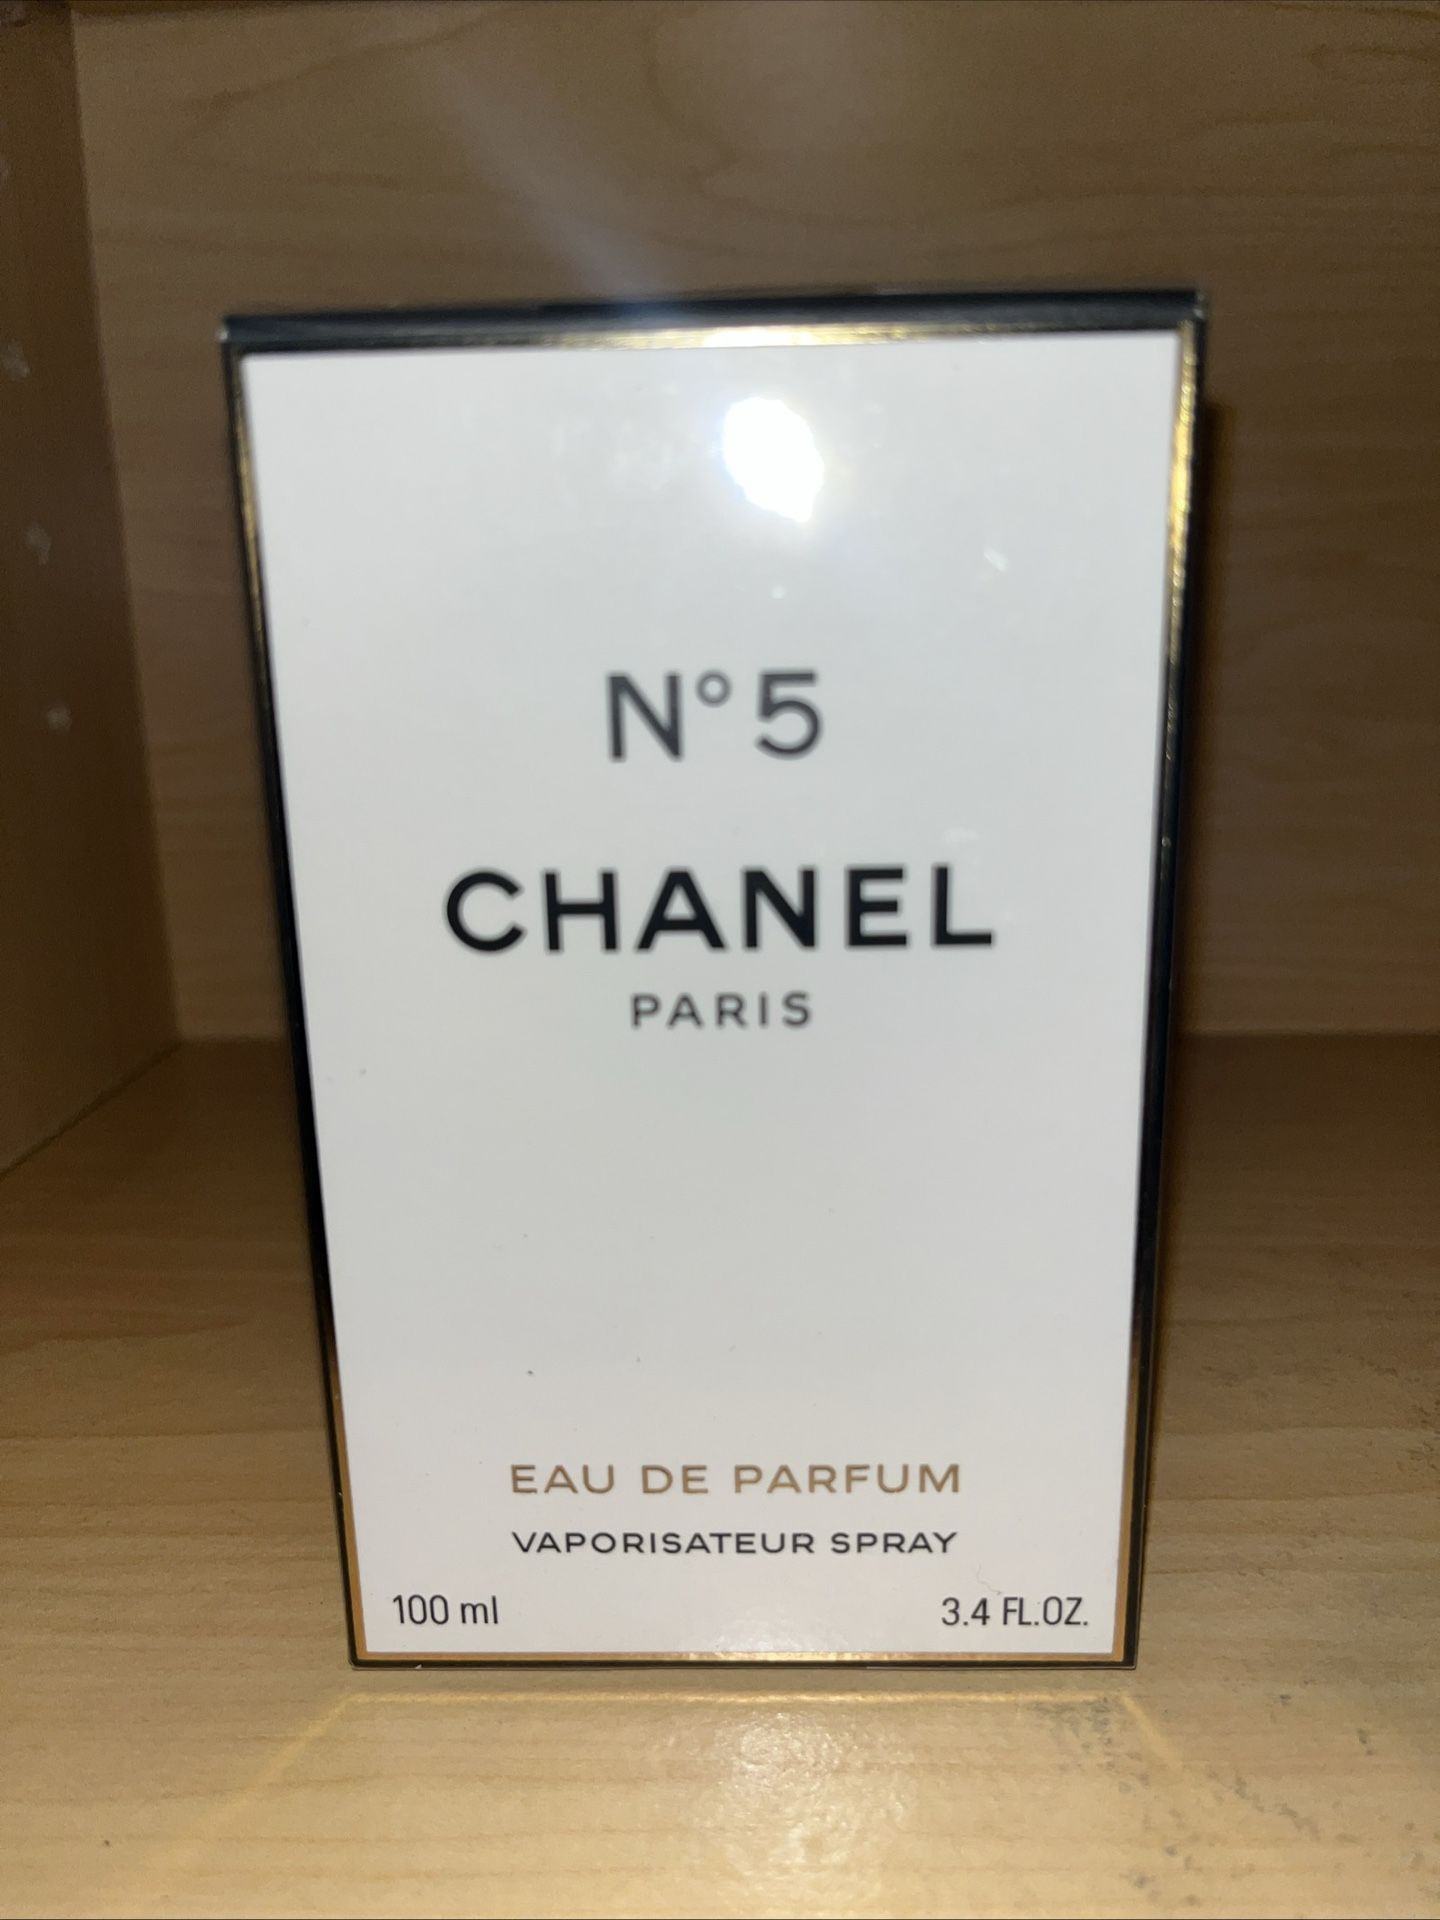 N° 5
CHANEL
PARIS
EAU DE PARFUM
VAPORISATEUR SPRAY
100 ml 3.4 FL.OZ.